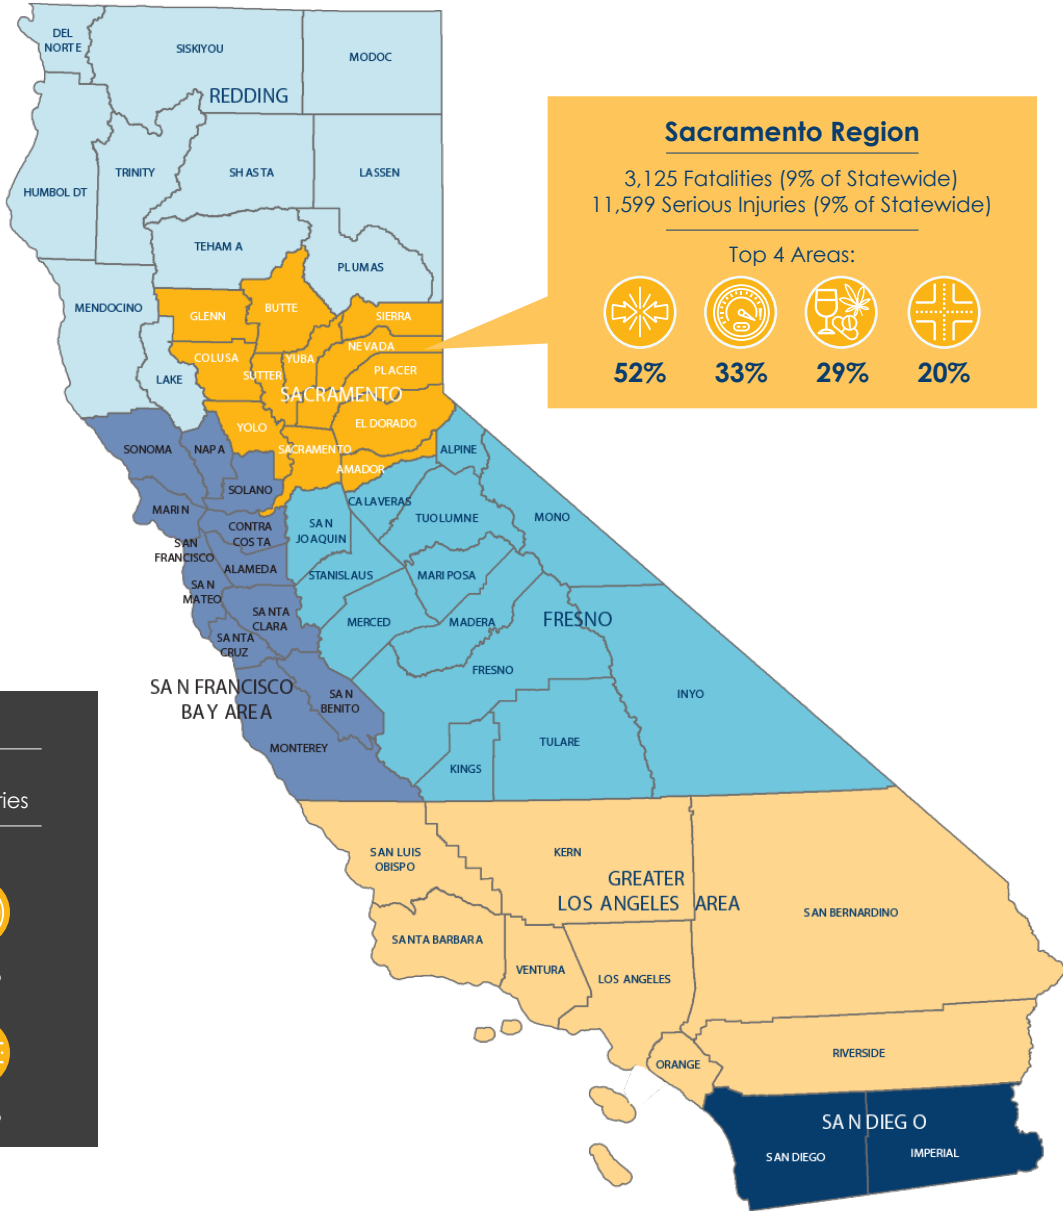 DEL
NORTE
SISKIYOU
MODOC
REDDING
HUMBOLDT
TRINITY
SHASTA
LASSEN
TEHAMA
PLUMAS
MENDOCINO
LAKE
GLENN
BUTTE
SIERRA
NEVADA
COLUSA
YUBA
SUTTER
PLACER
SACRAMENTO
YOLO
EL DORADO
SACRAMENTO
AMADOR
ALPINE
SONOMA
NAPA
SOLANO
MARIN
CONTRA
COSTA
SAN
FRANCISCO
ALAMEDA
SAN
MATEO
SANTA
CLARA
SANTA
CRUZ
SAN FRANCISCO
BAY AREA
SAN
BENITO
MONTEREY
CALAVERAS
TUOLUMNE
MONO
SAN
JOAQUIN
STANISLAUS
MARIPOSA
MERCED
MADERA
FRESNO
FRESNO
INYO
TULARE
KINGS
SAN LUIS
OBISPO
KERN
GREATER
LOS ANGELES AREA
SAN BERNARDINO
SANTA BARBARA
VENTURA
LOS ANGELES
ORANGE
RIVERSIDE
SAN DIEGO
SAN DIEGO
IMPERIAL
Sacramento Region
3,125 Fatalities (9% of Statewide)
11,599 Serious Injuries (9% of Statewide)
Top 4 Areas:
52% 33% 29% 20%
ries